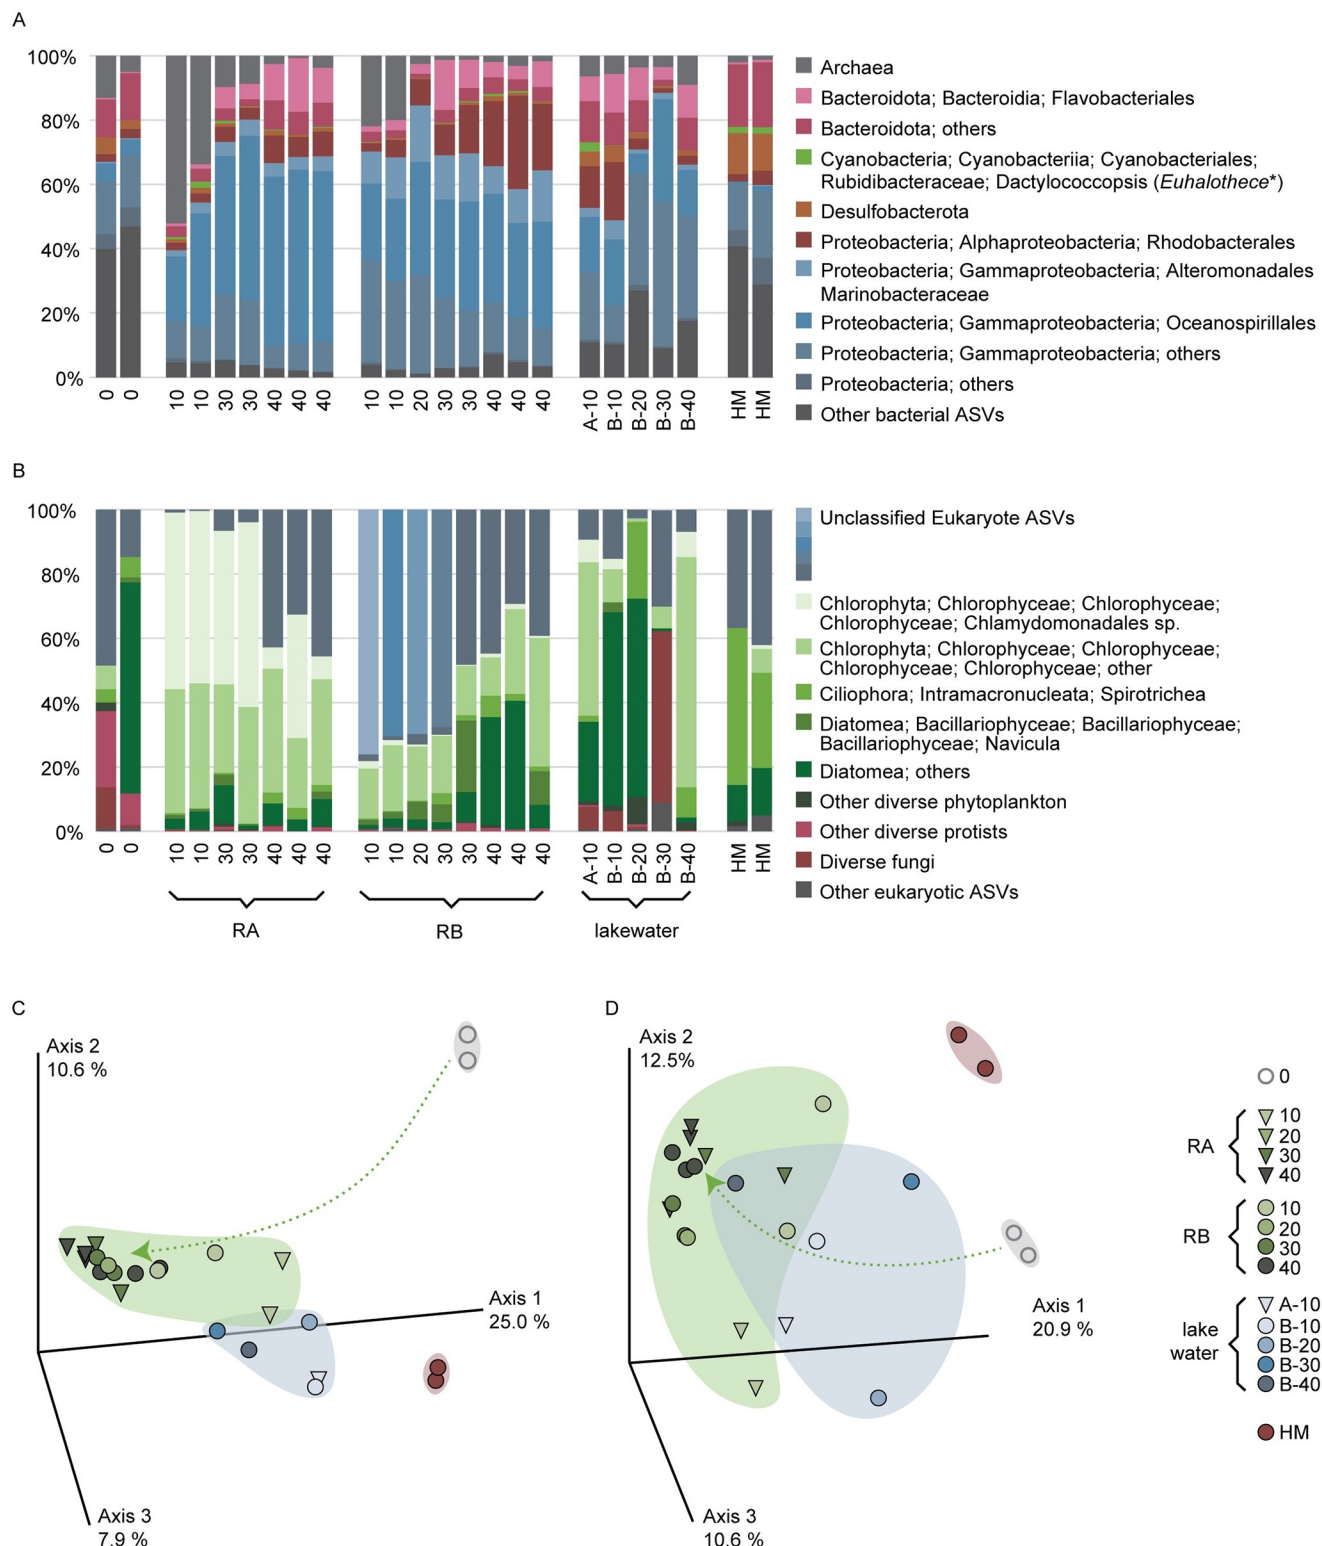 A
100%
80%
60%
40%
20%
0%
0
0
10
10
30
30
40
40
40
10
10
20
30
30
40
40
40
A-10
B-10
B-20
B-30
B-40
HM
HM
Archaea
Bacteroidota; Bacteroidia; Flavobacteriales
Bacteroidota; others
Cyanobacteria; Cyanobacteriia; Cyanobacteriales;
Rubidibacteraceae; Dactylococcopsis (Euhalothece*)
Desulfobacterota
Proteobacteria; Alphaproteobacteria; Rhodobacterales
Proteobacteria; Gammaproteobacteria; Alteromonadales
Marinobacteraceae
Proteobacteria; Gammaproteobacteria; Oceanospirillales
Proteobacteria; Gammaproteobacteria; others
Proteobacteria; others
Other bacterial ASVs
B
100%
80%
60%
40%
20%
0%
0
0
10
10
30
30
40
40
40
10
10
20
30
30
40
40
40
A-10
B-10
B-20
B-30
B-40
HM
HM
RA
RB
lakewater
Unclassified Eukaryote ASVs
Chlorophyta; Chlorophyceae; Chlorophyceae;
Chlorophyceae; Chlamydomonadales sp.
Chlorophyta; Chlorophyceae; Chlorophyceae;
Chlorophyceae; Chlorophyceae; other
Ciliophora; Intramacronucleata; Spirotrichea
Diatomea; Bacillariophyceae; Bacillariophyceae;
Bacillariophyceae; Navicula
Diatomea; others
Other diverse phytoplankton
Other diverse protists
Diverse fungi
Other eukaryotic ASVs
C
Axis 2
10.6 %
Axis 1
25.0 %
Axis 3
7.9 %
D
Axis 2
12.5%
Axis 1
20.9 %
Axis 3
10.6 %
0
RA
10
20
30
40
RB
10
20
30
40
lake
water
A-10
B-10
B-20
B-30
B-40
HM